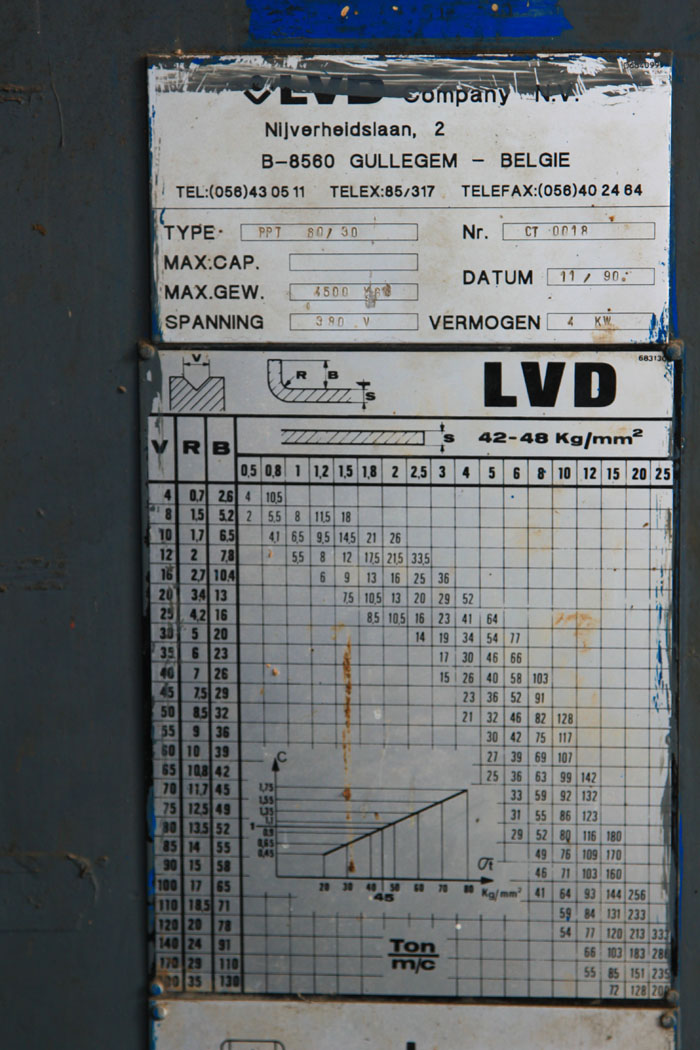 LVD Company N.V.
Nijverheidslaan, 2
B-8560 GULLEGEM - BELGIE
TEL:(056)43 05 11 TELEX:85/317 TELEFAX:(056)40 24 64
TYPE· PPT 80/30 Nr. CT 0018
MAX.CAP.
DATUM 11 / 90.
MAX.GEW. 4500
SPANNING 380 V VERMOGEN 4 KW
V R B S LVD
V R B S 42-48 Kg/mm²
0,5 0,8 1 1,2 1,5 1,8 2 2,5 3 4 5 6 8 10 12 15 20 25
4 0,7 2,6 4 10,5
8 1,5 5,2 2 5,5 8 11,5 18
10 1,7 6,5 4,1 6,5 9,5 14,5 21 26
12 2 7,8 5,5 8 12 17,5 21,5 33,5
16 2,7 10,4 6 9 13 16 25 36
20 3,4 13 7,5 10,5 13 20 29 52
25 4,2 16 8,5 10,5 16 23 41 64
30 5 20 14 19 34 54 77
35 6 23 17 30 46 66
40 7 26 15 26 40 58 103
45 7,5 29 23 36 52 91
50 8,5 32 21 32 46 82 128
55 9 36 30 42 75 117
60 10 39 27 39 69 107
65 10,8 42 25 36 63 99 142
70 11,7 45 33 59 92 132
75 12,5 49 31 55 86 123
80 13,5 52 29 52 80 116 180
85 14 55 49 76 109 170
90 15 58 46 71 103 160
100 17 65 41 64 93 144 256
110 18,5 71 59 84 131 233
120 20 78 54 77 120 213
140 24 91 66 103 183
170 29 110 55 85 151 235
35 130 72 128
C
1,75
1,55
1,35
1,1
1
0,9
0,65
0,45
σt
20 30 40 50 60 70 80 Kg/mm²
45
Ton
m/c